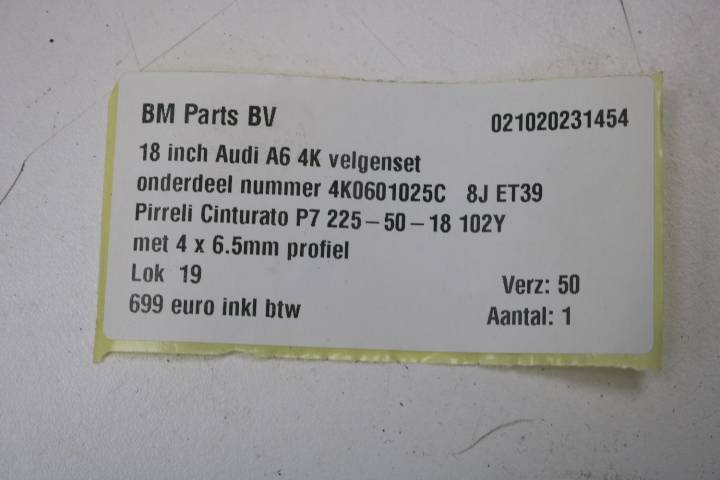 BM Parts BV 021020231454
18 inch Audi A6 4K velgenset
onderdeel nummer 4K0601025C 8J ET39
Pirreli Cinturato P7 225-50-18 102Y
met 4 x 6.5mm profiel
Lok 19 Verz: 50
699 euro inkl btw Aantal: 1